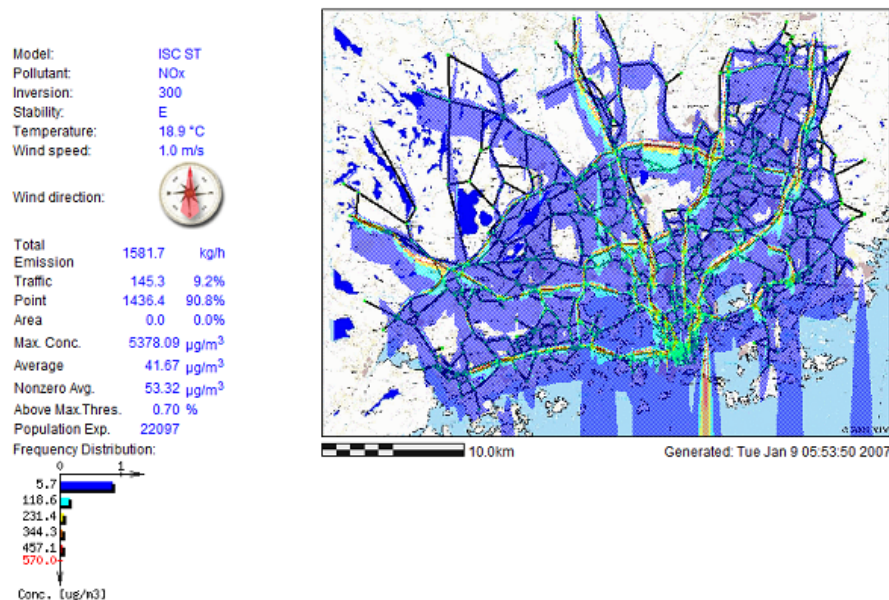 Model: ISC ST
Pollutant: NOx
Inversion: 300
Stability: E
Temperature: 18.9 °C
Wind speed: 1.0 m/s
Wind direction:
Total Emission 1581.7 kg/h
Traffic 145.3 9.2%
Point 1436.4 90.8%
Area 0.0 0.0%
Max. Conc. 5378.09 µg/m³
Average 41.67 µg/m³
Nonzero Avg. 53.32 µg/m³
Above Max.Thres. 0.70 %
Population Exp. 22097
Frequency Distribution:
0 1
5.7
118.6
231.4
344.3
457.1
570.0
Conc. [ug/m3]
10.0km
Generated: Tue Jan 9 05:53:50 2007